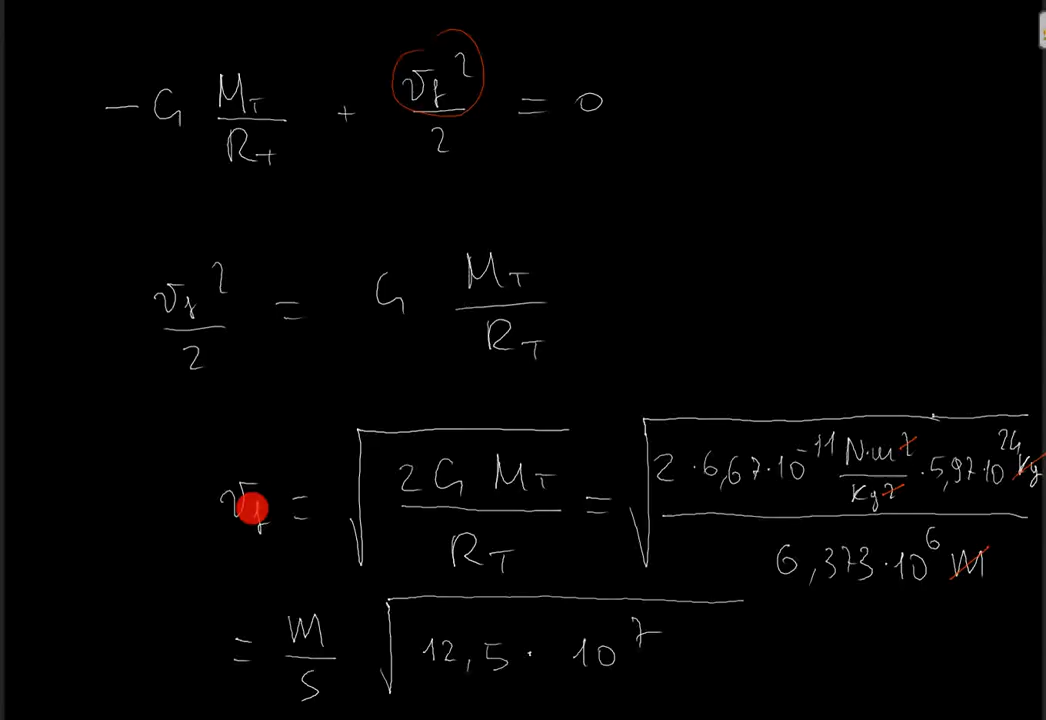 - G M_T / R_T + v_f² / 2 = 0
v_f² / 2 = G M_T / R_T
v_f = √(2 G M_T / R_T) = √(2 · 6,67 · 10⁻¹¹ N·m² / Kg² · 5,97 · 10²⁴ Kg / 6,373 · 10⁶ m)
= m / s √(12,5 · 10⁷)